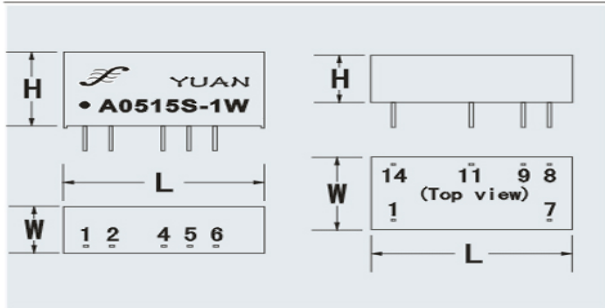 H
YUAN
• A0515S-1W
L
W
1 2 4 5 6
H
W
14 11 9 8
(Top view)
1 7
L